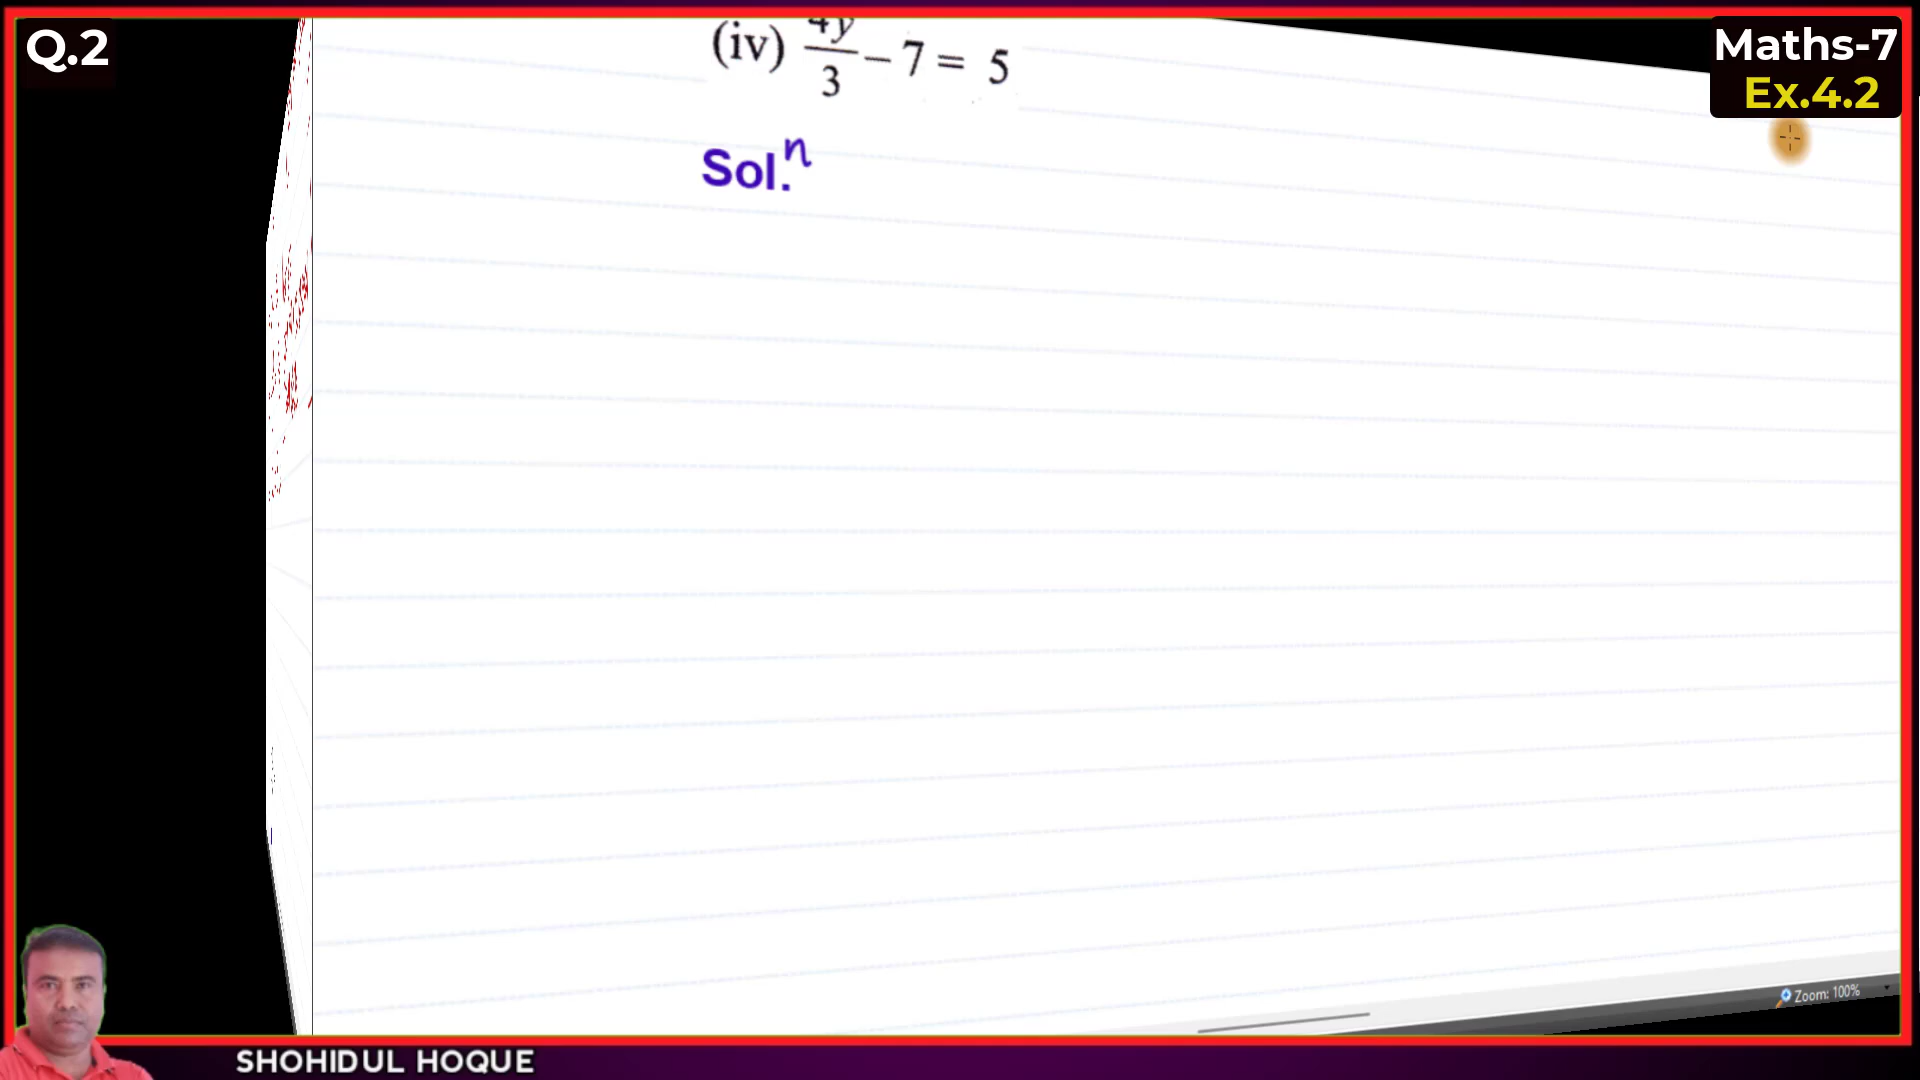 Q.2
Maths-7
Ex.4.2
(iv) 4y/3 – 7 = 5
Sol.ⁿ
Zoom: 100%
SHOHIDUL HOQUE